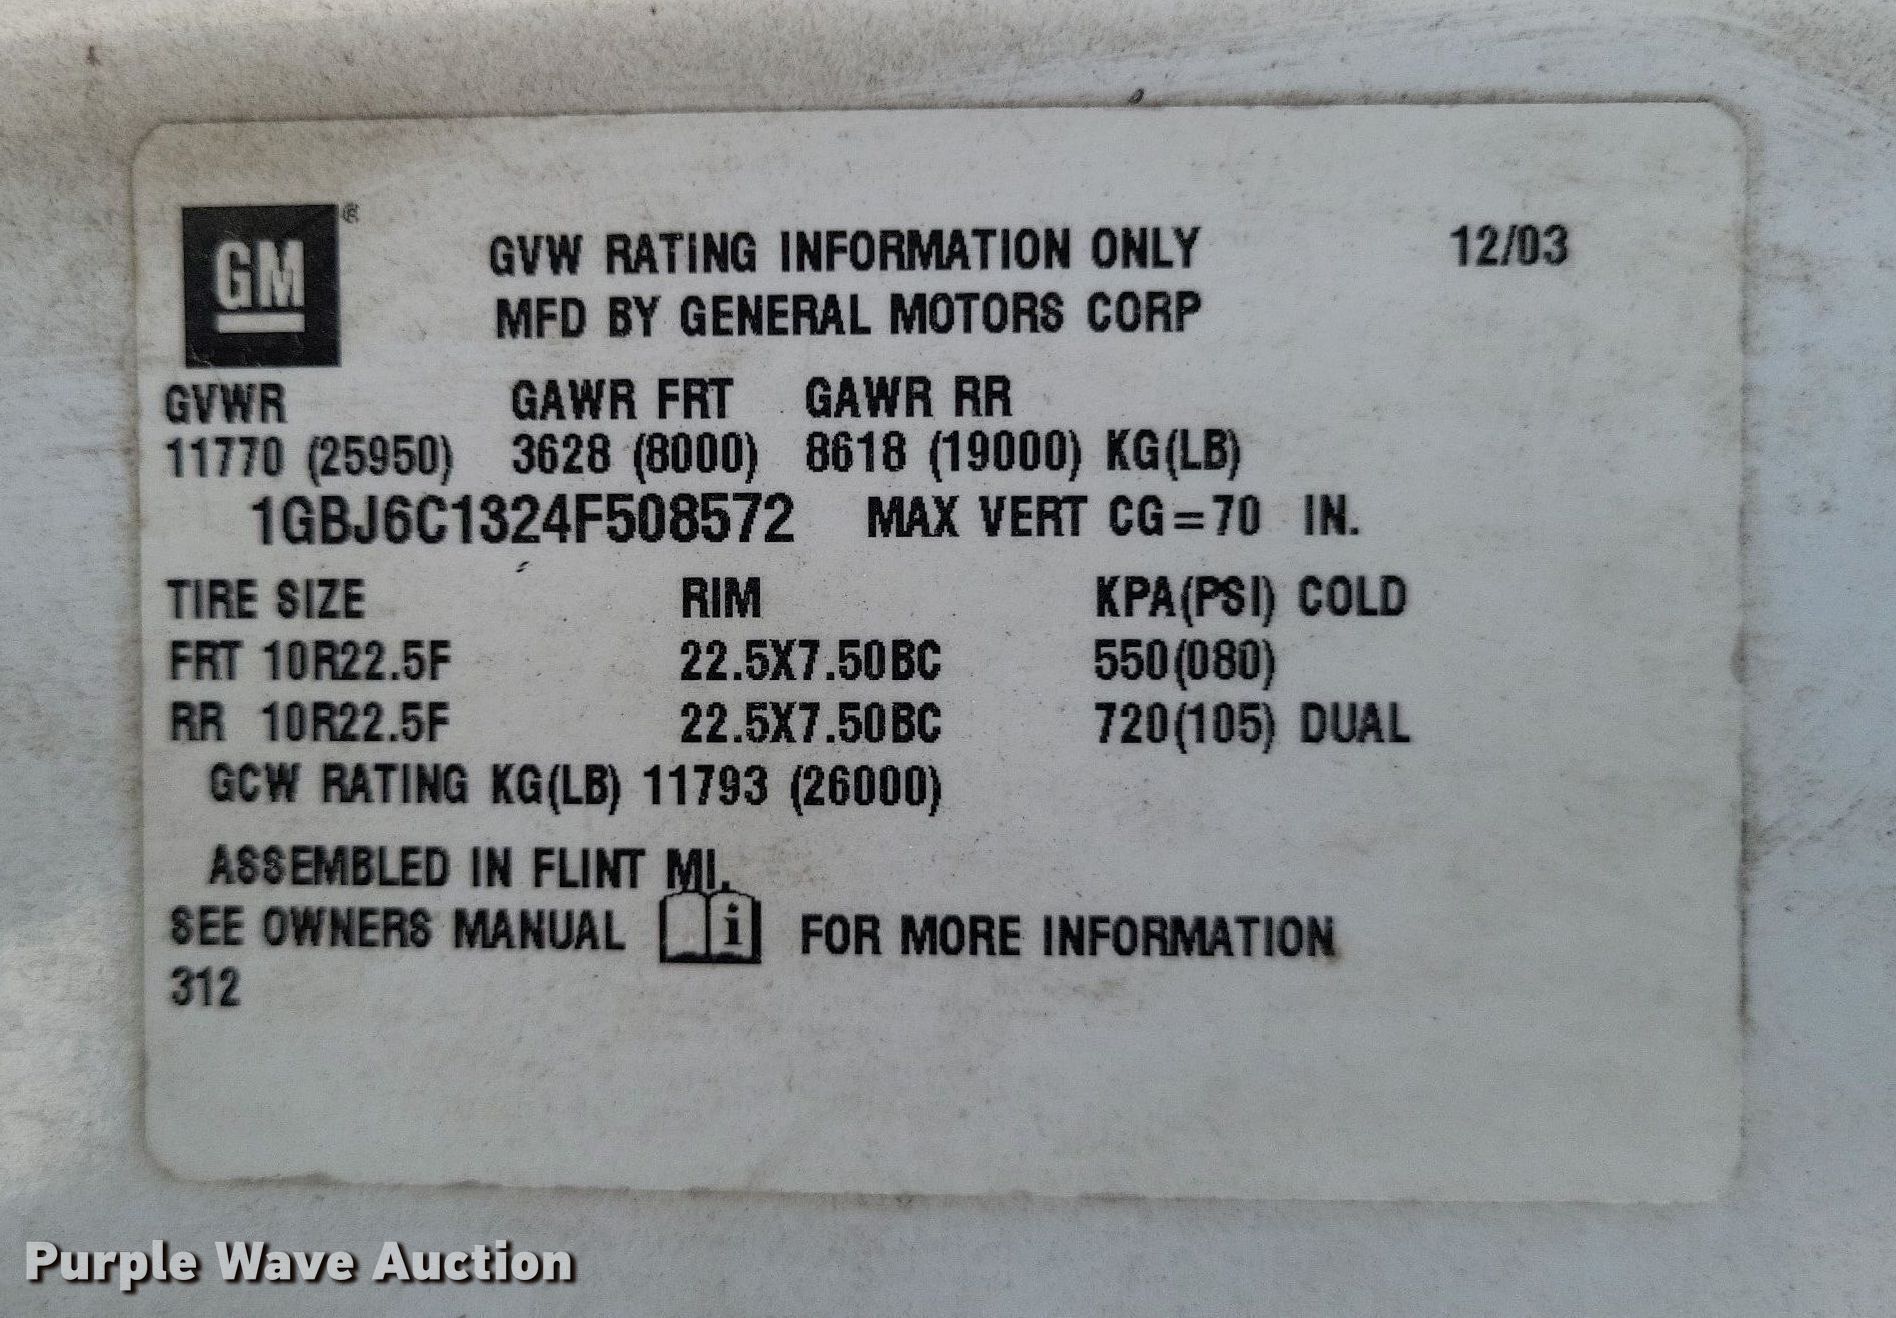 GM®
GVW RATING INFORMATION ONLY 12/03
MFD BY GENERAL MOTORS CORP
GVWR GAWR FRT GAWR RR
11770 (25950) 3628 (8000) 8618 (19000) KG(LB)
1GBJ6C1324F508572 MAX VERT CG=70 IN.
TIRE SIZE RIM KPA(PSI) COLD
FRT 10R22.5F 22.5X7.50BC 550(080)
RR 10R22.5F 22.5X7.50BC 720(105) DUAL
GCW RATING KG(LB) 11793 (26000)
ASSEMBLED IN FLINT MI.
SEE OWNERS MANUAL i FOR MORE INFORMATION
312
Purple Wave Auction